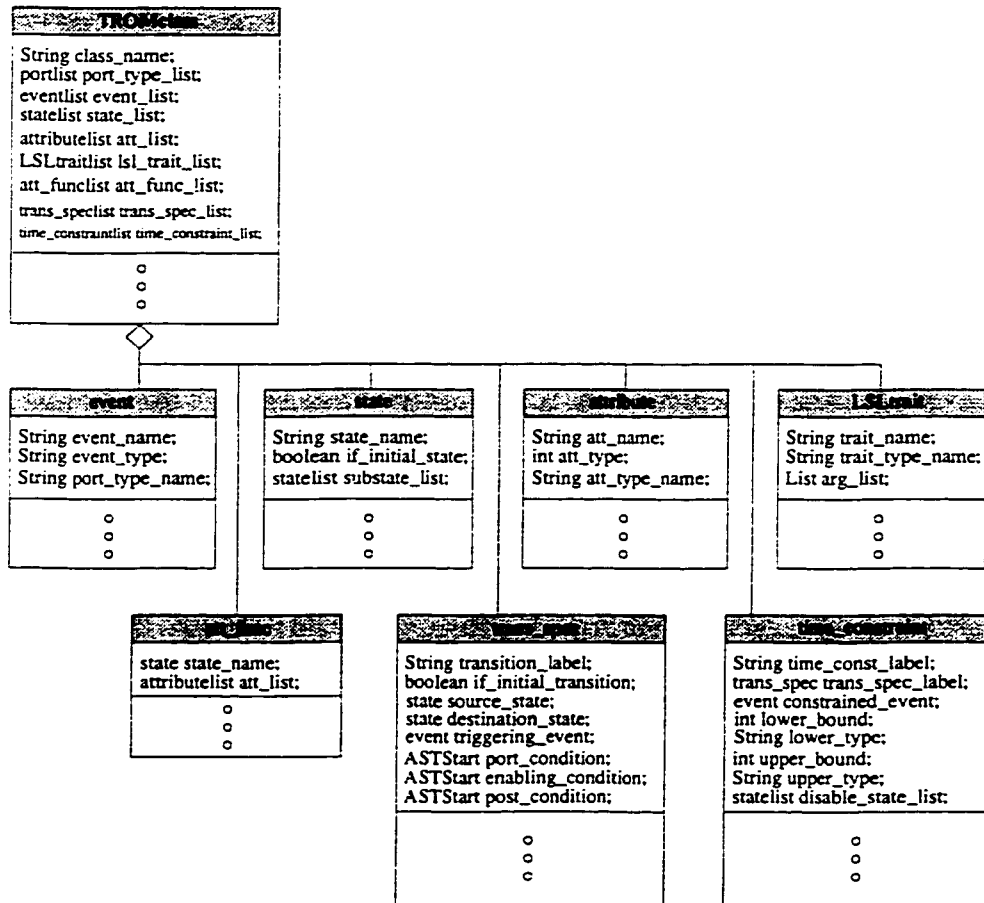 TROMclass
String class_name;
portlist port_type_list;
eventlist event_list;
statelist state_list;
attributelist att_list;
LSLtraitlist lsl_trait_list;
att_funclist att_func_list;
trans_speclist trans_spec_list;
time_constraintlist time_constraint_list;
event
String event_name;
String event_type;
String port_type_name;
state
String state_name;
boolean if_initial_state;
statelist substate_list;
attribute
String att_name;
int att_type;
String att_type_name;
LSLtrait
String trait_name;
String trait_type_name;
List arg_list;
att_func
state state_name;
attributelist att_list;
trans_spec
String transition_label;
boolean if_initial_transition;
state source_state;
state destination_state;
event triggering_event;
ASTStart port_condition;
ASTStart enabling_condition;
ASTStart post_condition;
time_constraint
String time_const_label;
trans_spec trans_spec_label;
event constrained_event;
int lower_bound;
String lower_type;
int upper_bound;
String upper_type;
statelist disable_state_list;